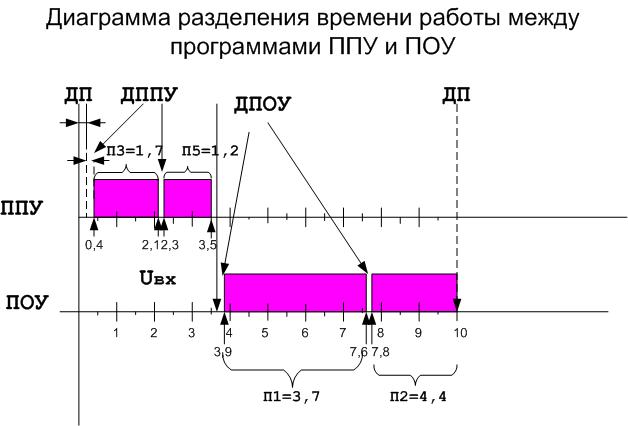 Диаграмма разделения времени работы между
программами ППУ и ПОУ
ДП ДППУ ДПОУ ДП
П3=1,7 П5=1,2
ППУ
0,4 2,1 2,3 3,5
Uвх
ПОУ
1 2 3 4 5 6 7 8 9 10
3,9 7,6 7,8
П1=3,7 П2=4,4